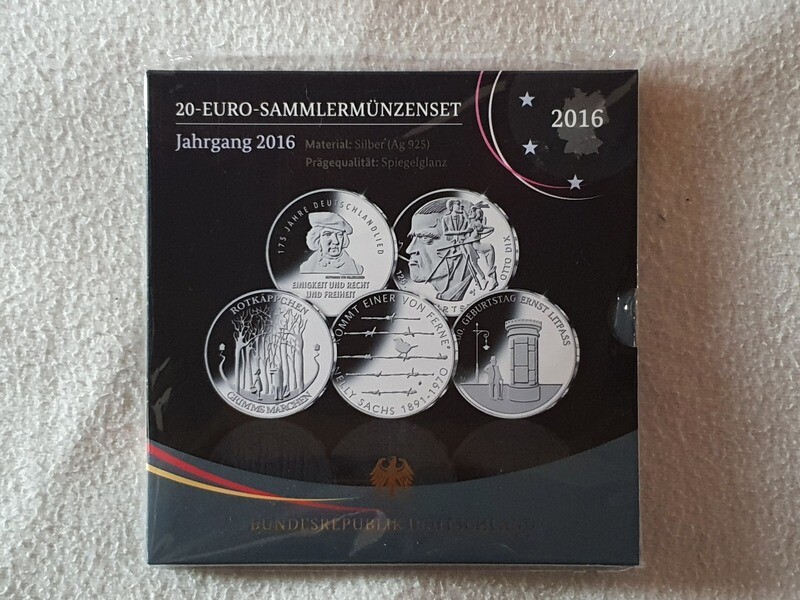 20-EURO-SAMMLERMÜNZENSET
Jahrgang 2016
Material: Silber (Ag 925)
Prägequalität: Spiegelglanz
2016
175 JAHRE DEUTSCHLANDLIED
EINIGKEIT UND RECHT
UND FREIHEIT
OTTO DIX
ROTKÄPPCHEN
GRIMMS MÄRCHEN
KOMMT EINER VON FERNE"
NELLY SACHS 1891-1970
GEBURTSTAG ERNST LITFASS
BUNDESREPUBLIK DEUTSCHLAND